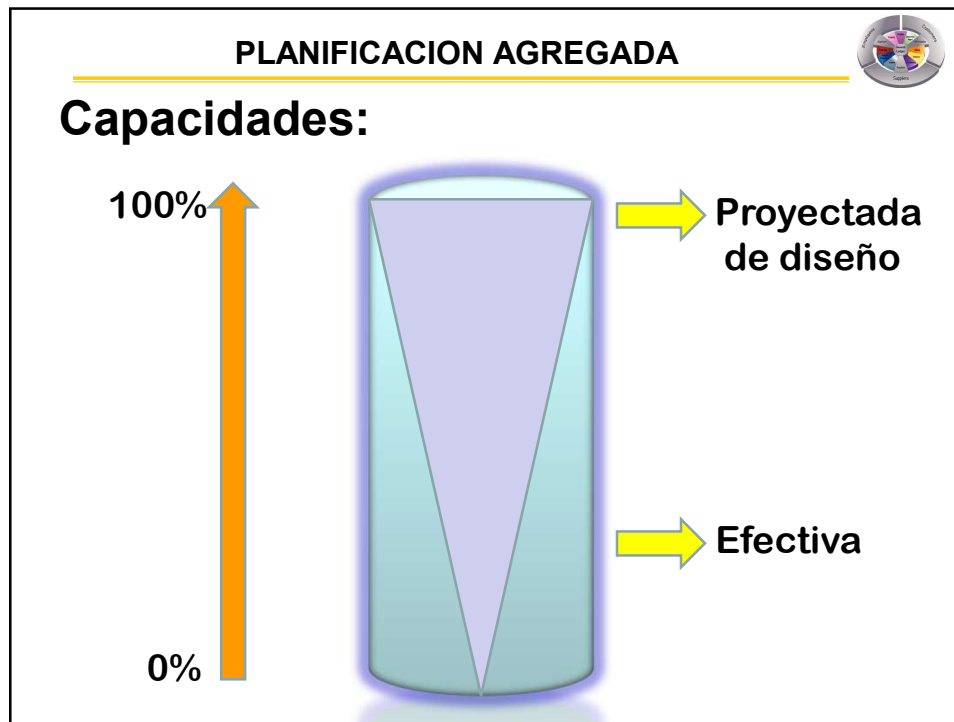 PLANIFICACION AGREGADA
Capacidades:
100%
Proyectada
de diseño
Efectiva
0%